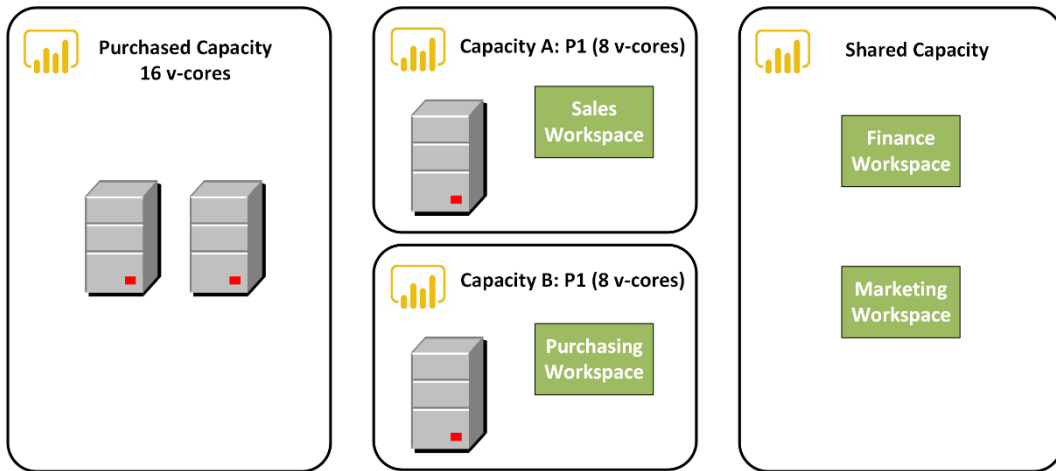 Purchased Capacity
16 v-cores
Capacity A: P1 (8 v-cores)
Sales
Workspace
Capacity B: P1 (8 v-cores)
Purchasing
Workspace
Shared Capacity
Finance
Workspace
Marketing
Workspace